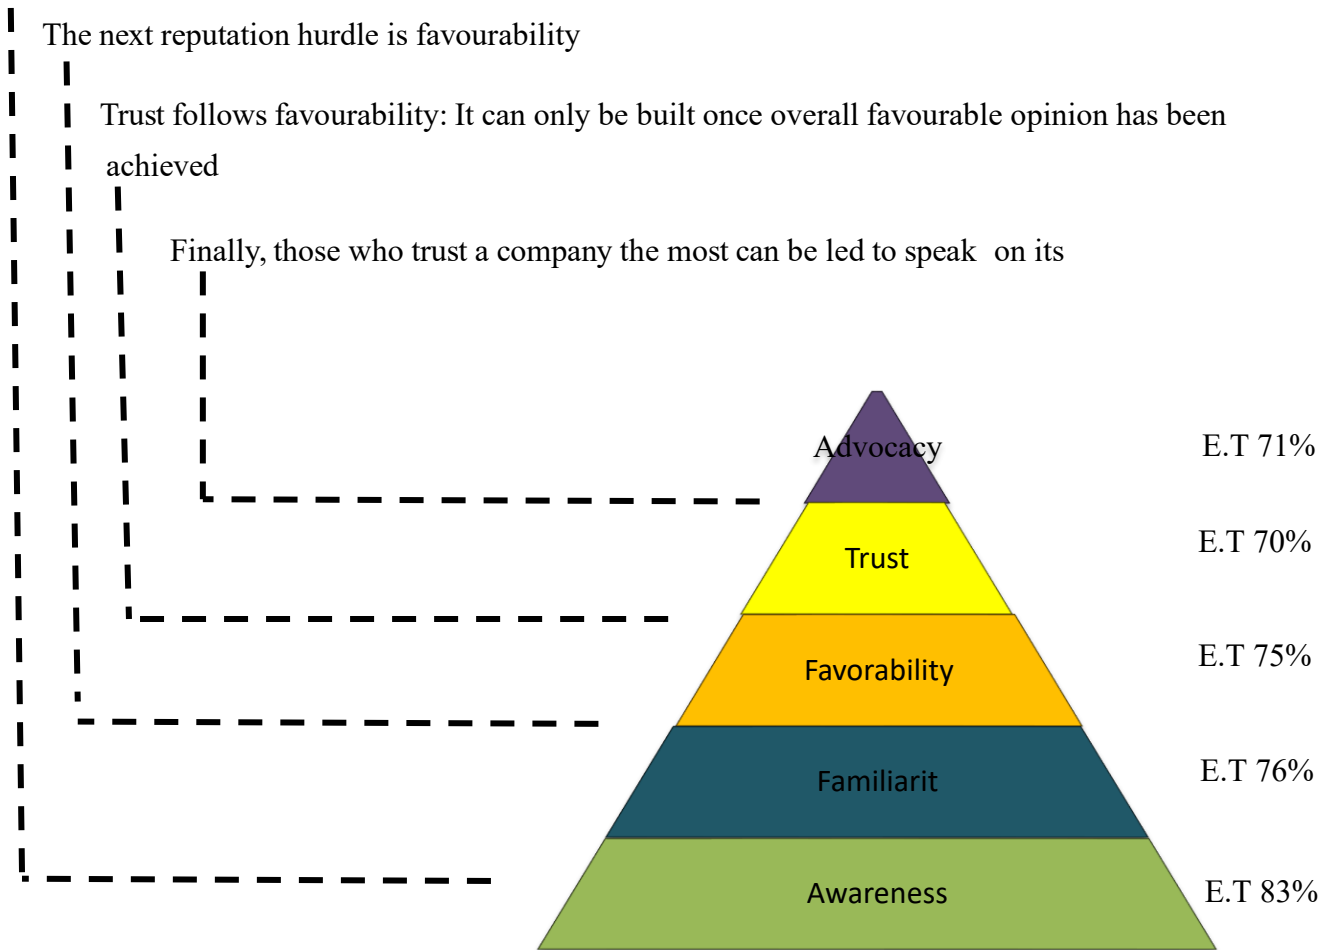 The next reputation hurdle is favourability
Trust follows favourability: It can only be built once overall favourable opinion has been
achieved
Finally, those who trust a company the most can be led to speak on its
Advocacy
E.T 71%
Trust
E.T 70%
Favorability
E.T 75%
Familiarit
E.T 76%
Awareness
E.T 83%